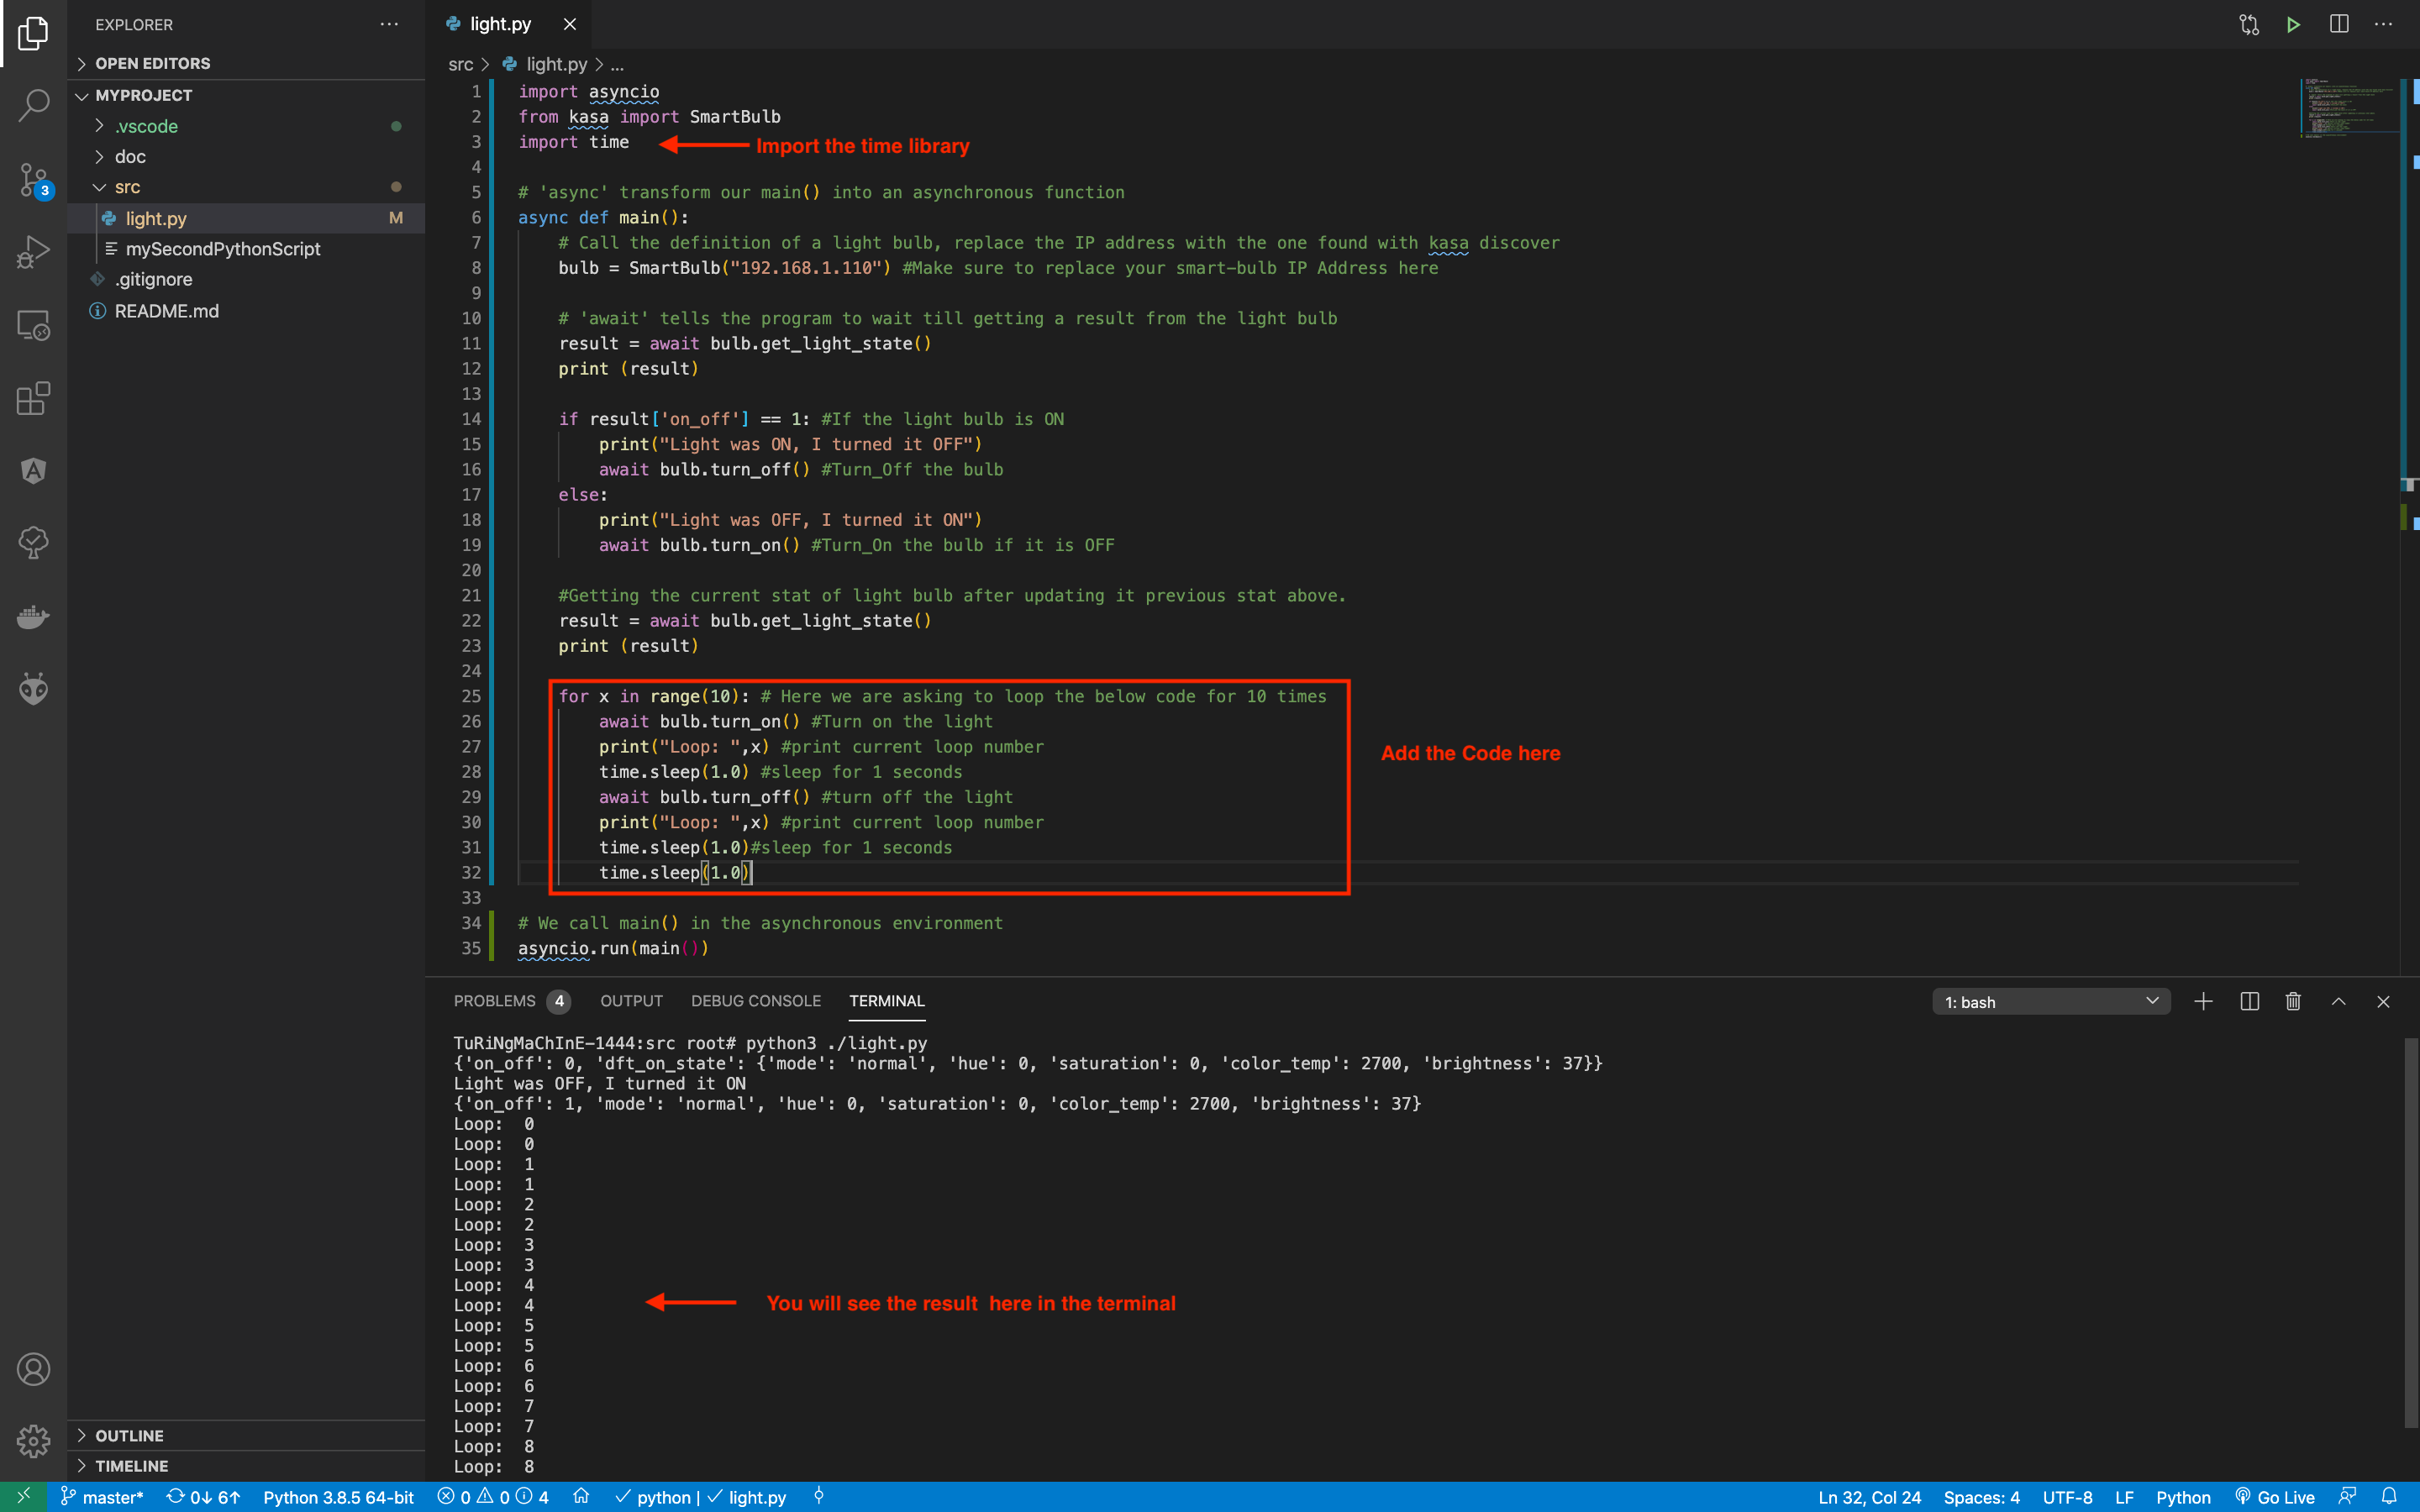 EXPLORER
OPEN EDITORS
MYPROJECT
.vscode
doc
src
light.py M
mySecondPythonScript
.gitignore
README.md
3
OUTLINE
TIMELINE
light.py
src > light.py > ...
1 import asyncio
2 from kasa import SmartBulb
3 import time
Import the time library
4
5 # 'async' transform our main() into an asynchronous function
6 async def main():
7 # Call the definition of a light bulb, replace the IP address with the one found with kasa discover
8 bulb = SmartBulb("192.168.1.110") #Make sure to replace your smart-bulb IP Address here
9
10 # 'await' tells the program to wait till getting a result from the light bulb
11 result = await bulb.get_light_state()
12 print (result)
13
14 if result['on_off'] == 1: #If the light bulb is ON
15 print("Light was ON, I turned it OFF")
16 await bulb.turn_off() #Turn_Off the bulb
17 else:
18 print("Light was OFF, I turned it ON")
19 await bulb.turn_on() #Turn_On the bulb if it is OFF
20
21 #Getting the current stat of light bulb after updating it previous stat above.
22 result = await bulb.get_light_state()
23 print (result)
24
25 for x in range(10): # Here we are asking to loop the below code for 10 times
26 await bulb.turn_on() #Turn on the light
27 print("Loop: ",x) #print current loop number
Add the Code here
28 time.sleep(1.0) #sleep for 1 seconds
29 await bulb.turn_off() #turn off the light
30 print("Loop: ",x) #print current loop number
31 time.sleep(1.0)#sleep for 1 seconds
32 time.sleep(1.0)
33
34 # We call main() in the asynchronous environment
35 asyncio.run(main())
PROBLEMS 4 OUTPUT DEBUG CONSOLE TERMINAL 1: bash
TuRiNgMaChInE-1444:src root# python3 ./light.py
{'on_off': 0, 'dft_on_state': {'mode': 'normal', 'hue': 0, 'saturation': 0, 'color_temp': 2700, 'brightness': 37}}
Light was OFF, I turned it ON
{'on_off': 1, 'mode': 'normal', 'hue': 0, 'saturation': 0, 'color_temp': 2700, 'brightness': 37}
Loop: 0
Loop: 0
Loop: 1
Loop: 1
Loop: 2
Loop: 2
Loop: 3
Loop: 3
Loop: 4
Loop: 4
You will see the result here in the terminal
Loop: 5
Loop: 5
Loop: 6
Loop: 6
Loop: 7
Loop: 7
Loop: 8
Loop: 8
master* 0↓ 6↑ Python 3.8.5 64-bit 0 0 4 python | light.py Ln 32, Col 24 Spaces: 4 UTF-8 LF Python Go Live